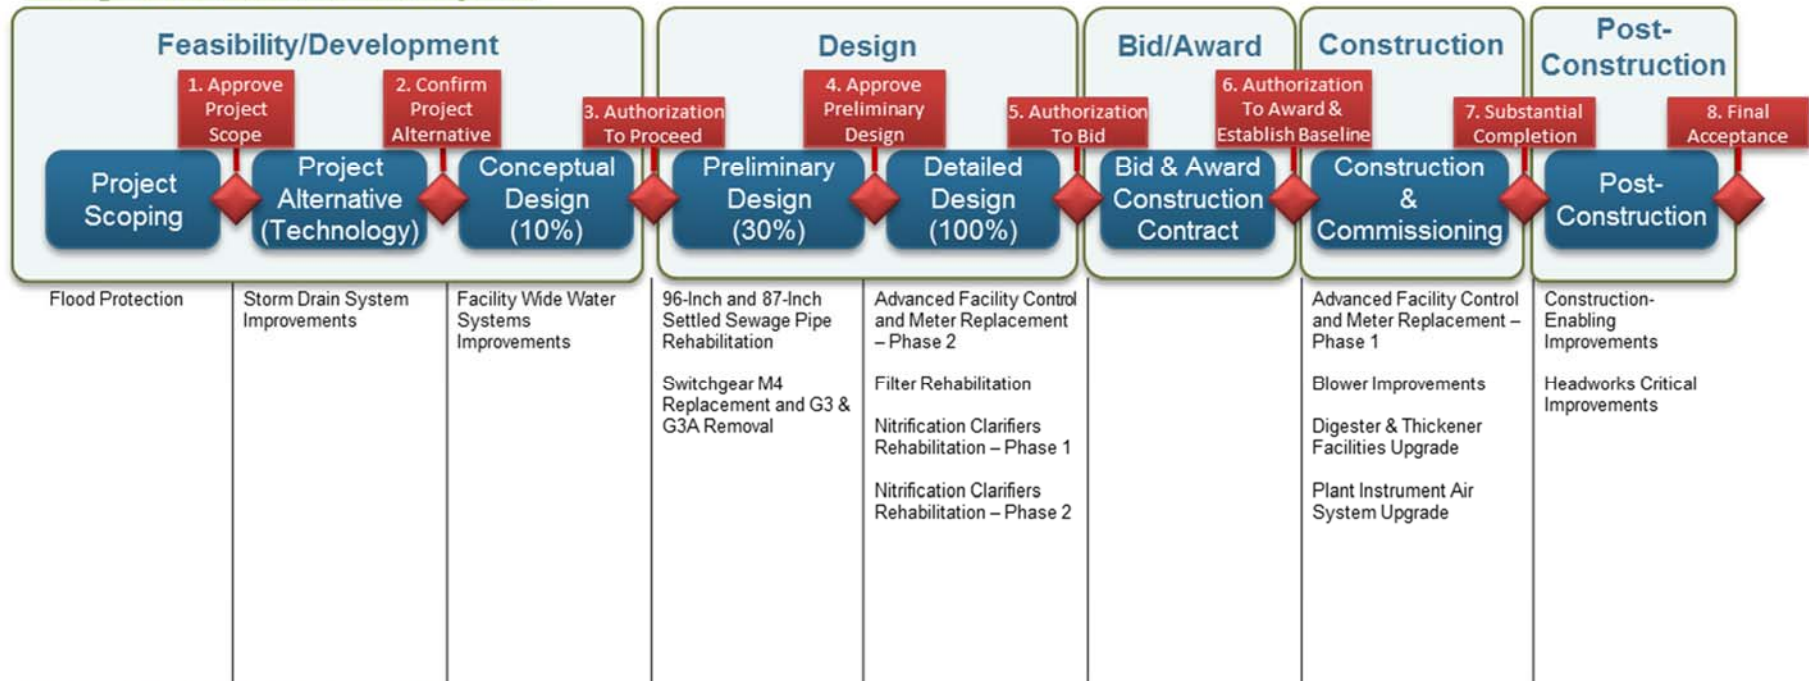 Feasibility/Development
Design
Bid/Award
Construction
Post-
Construction
1. Approve
Project
Scope
2. Confirm
Project
Alternative
3. Authorization
To Proceed
4. Approve
Preliminary
Design
5. Authorization
To Bid
6. Authorization
To Award &
Establish Baseline
7. Substantial
Completion
8. Final
Acceptance
Project
Scoping
Project
Alternative
(Technology)
Conceptual
Design
(10%)
Preliminary
Design
(30%)
Detailed
Design
(100%)
Bid & Award
Construction
Contract
Construction
&
Commissioning
Post-
Construction
Flood Protection
Storm Drain System
Improvements
Facility Wide Water
Systems
Improvements
96-Inch and 87-Inch
Settled Sewage Pipe
Rehabilitation
Switchgear M4
Replacement and G3 &
G3A Removal
Advanced Facility Control
and Meter Replacement
– Phase 2
Filter Rehabilitation
Nitrification Clarifiers
Rehabilitation – Phase 1
Nitrification Clarifiers
Rehabilitation – Phase 2
Advanced Facility Control
and Meter Replacement –
Phase 1
Blower Improvements
Digester & Thickener
Facilities Upgrade
Plant Instrument Air
System Upgrade
Construction-
Enabling
Improvements
Headworks Critical
Improvements